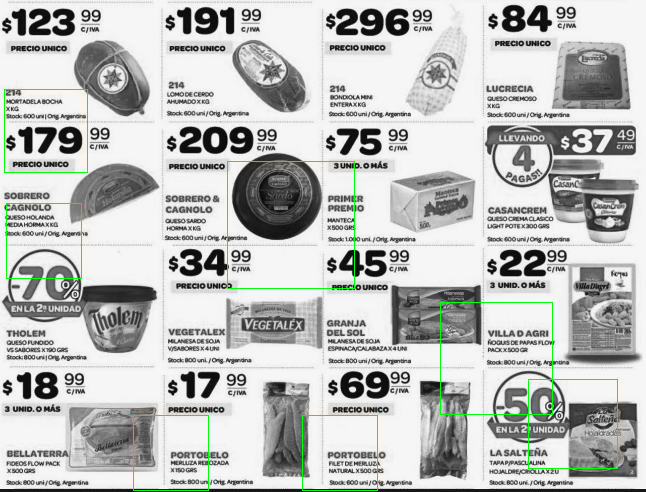 $123 99 C/IVA
PRECIO UNICO
214
MORTADELA BOCHA
X KG
Stock: 600 uni / Orig. Argentina
$191 99 C/IVA
PRECIO UNICO
214
LOMO DE CERDO
AHUMADO X KG
Stock: 600 uni / Orig. Argentina
$296 99 C/IVA
PRECIO UNICO
214
BONDIOLA MINI
ENTERA X KG
Stock: 600 uni / Orig. Argentina
$84 99 C/IVA
PRECIO UNICO
LUCRECIA
QUESO CREMOSO
X KG
Stock: 600 uni / Orig. Argentina
$179 99
PRECIO UNICO
SOBRERO
CAGNOLO
QUESO HOLANDA
MEDIA HORMA X KG
Stock: 600 uni / Orig. Argentina
$209 99 C/IVA
PRECIO UNICO
SOBRERO &
CAGNOLO
QUESO SARDO
HORMA X KG
Stock: 600 uni / Orig. Argentina
Sardo
$75 99 C/IVA
3 UNID. O MÁS
PRIMER
PREMIO
MANTECA
X 500 GRS
Stock: 1.000 uni. / Orig. Argentina
LLEVANDO
4
PAGAS!!
$37 49 C/IVA
CASANCREM
QUESO CREMA CLASICO
LIGHT POTE X 300 GRS
Stock: 600 uni / Orig. Argentina
CASANCREM
-70%
EN LA 2ª UNIDAD
THOLEM
QUESO FUNDIDO
VS SABORES X 190 GRS
Stock: 800 uni / Orig. Argentina
Tholem
$34 99 C/IVA
PRECIO UNICO
VEGETALEX
MILANESA DE SOJA
V/SABORES X 4 UNI
Stock: 800 uni. / Orig. Argentina
VEGETALEX
$45 99 C/IVA
PRECIO UNICO
GRANJA
DEL SOL
MILANESA DE SOJA
ESPINACA/CALABAZA X 4 UNI
Stock: 800 uni. / Orig. Argentina
$22 99 C/IVA
3 UNID. O MÁS
VILLA D AGRI
ÑOQUIS DE PAPAS FLOW
PACK X 500 GR
Stock: 800 uni. / Orig. Argentina
Villa D'agri
$18 99 C/IVA
3 UNID. O MÁS
BELLATERRA
FIDEOS FLOW PACK
X 500 GRS
Stock: 800 uni. / Orig. Argentina
$17 99 C/IVA
PRECIO UNICO
PORTOBELO
MERLUZA REBOZADA
X 150 GRS
Stock: 800 uni. / Orig. Argentina
$69 99 C/IVA
PRECIO UNICO
PORTOBELO
FILET DE MERLUZA
NATURAL X 500 GRS
Stock: 800 uni. / Orig. Argentina
-50%
EN LA 2ª UNIDAD
LA SALTEÑA
TAPA P/PASCUALINA
HOJALDRE/CRIOLLA X 2 U
Stock: 800 uni. / Orig. Argentina
La Salteña
Hojaldradas